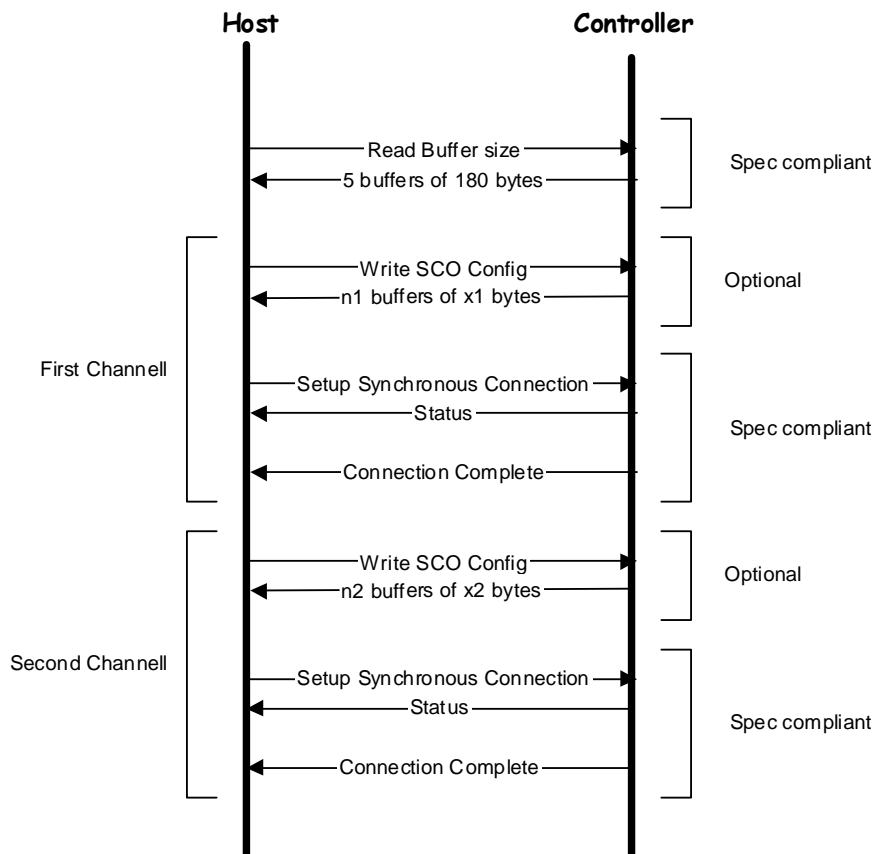 Host
Controller
Read Buffer size
5 buffers of 180 bytes
Spec compliant
Write SCO Config
n1 buffers of x1 bytes
Optional
First Channell
Setup Synchronous Connection
Status
Connection Complete
Spec compliant
Write SCO Config
n2 buffers of x2 bytes
Optional
Second Channell
Setup Synchronous Connection
Status
Connection Complete
Spec compliant